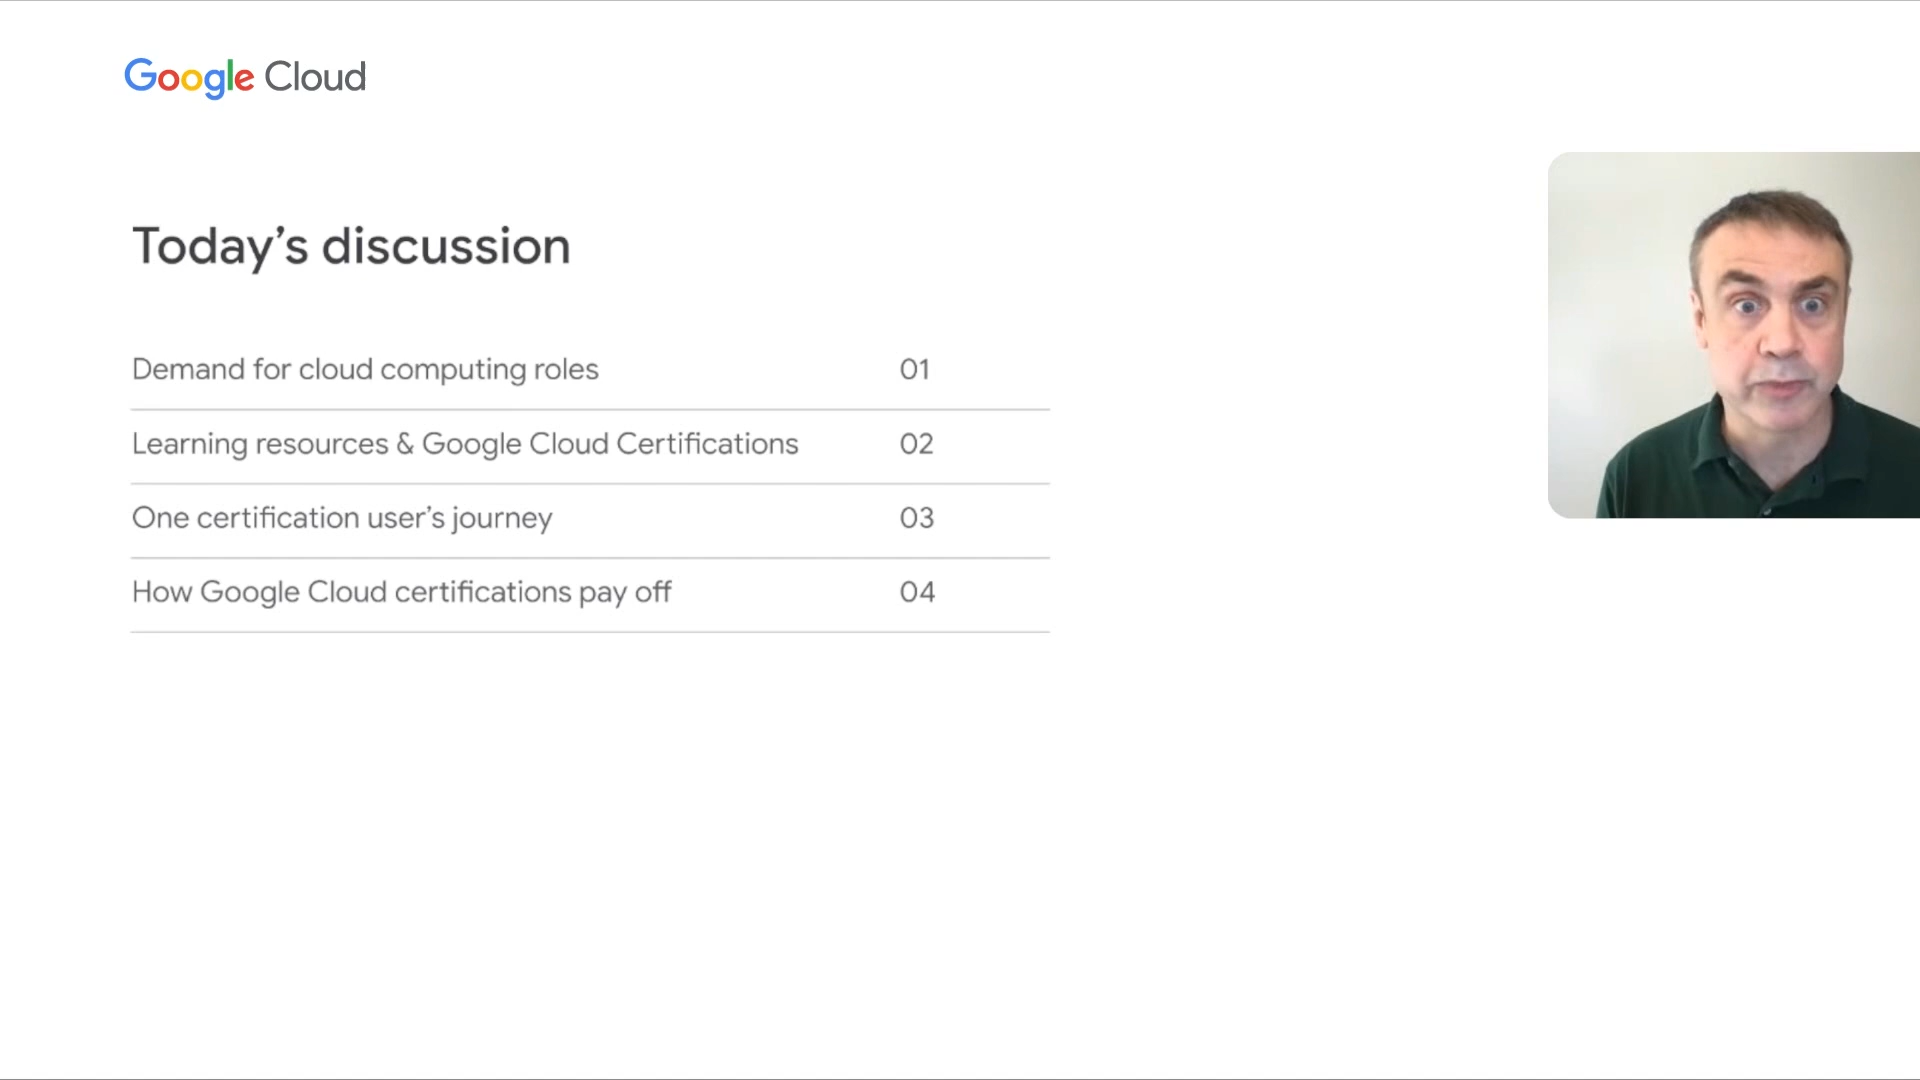 Google Cloud
Today’s discussion
Demand for cloud computing roles 01
Learning resources & Google Cloud Certifications 02
One certification user’s journey 03
How Google Cloud certifications pay off 04